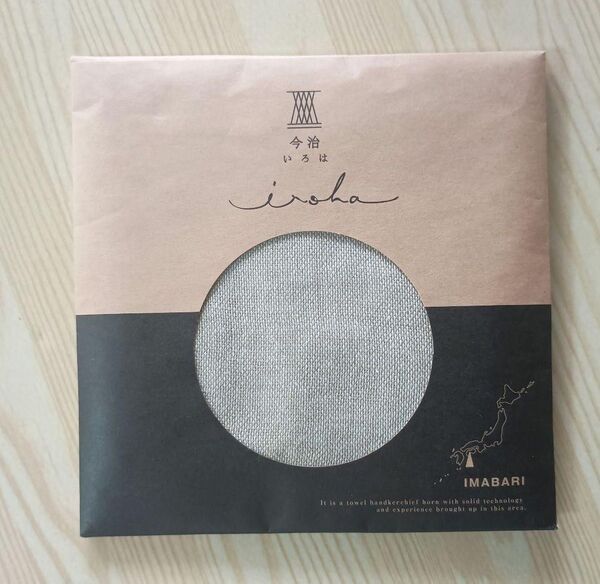 今治
いろは
iroha
IMABARI
It is a towel handkerchief born with solid technology
and experience brought up in this area.